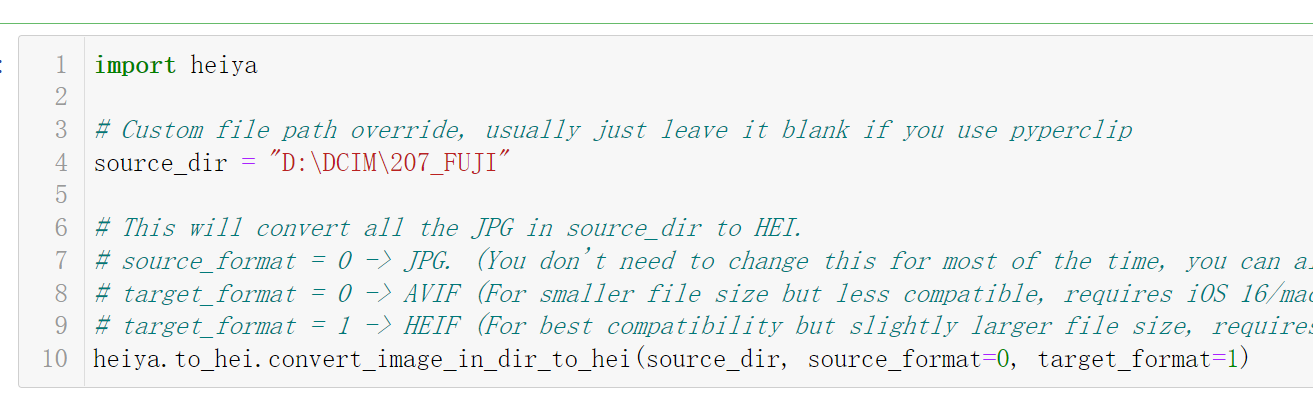 1 import heiya
2
3 # Custom file path override, usually just leave it blank if you use pyperclip
4 source_dir = "D:\DCIM\207_FUJI"
5
6 # This will convert all the JPG in source_dir to HEI.
7 # source_format = 0 -> JPG. (You don't need to change this for most of the time, you can
8 # target_format = 0 -> AVIF (For smaller file size but less compatible, requires iOS 16/
9 # target_format = 1 -> HEIF (For best compatibility but slightly larger file size,
10 heiya.to_hei.convert_image_in_dir_to_hei(source_dir, source_format=0, target_format=1)